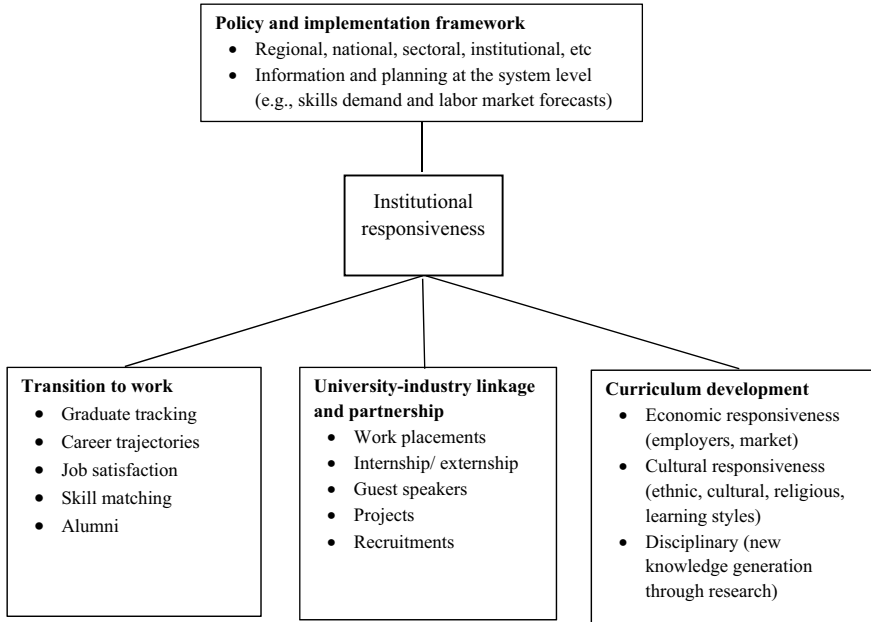 Policy and implementation framework
• Regional, national, sectoral, institutional, etc
• Information and planning at the system level
(e.g., skills demand and labor market forecasts)
Institutional
responsiveness
Transition to work
• Graduate tracking
• Career trajectories
• Job satisfaction
• Skill matching
• Alumni
University-industry linkage
and partnership
• Work placements
• Internship/ externship
• Guest speakers
• Projects
• Recruitments
Curriculum development
• Economic responsiveness
(employers, market)
• Cultural responsiveness
(ethnic, cultural, religious,
learning styles)
• Disciplinary (new
knowledge generation
through research)